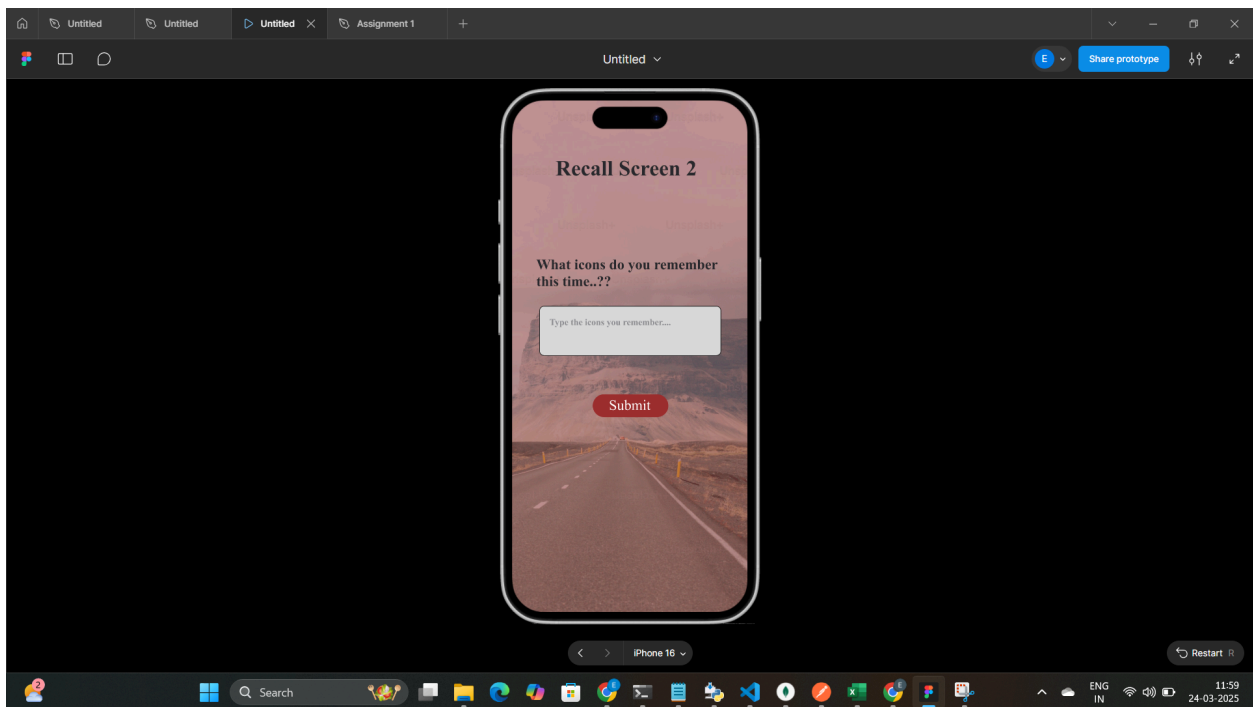 Untitled
Untitled
Untitled
Assignment 1
Untitled
E
Share prototype
Recall Screen 2
What icons do you remember
this time..??
Type the icons you remember....
Submit
iPhone 16
Restart R
2
Search
E
E
ENG
IN
11:59
24-03-2025